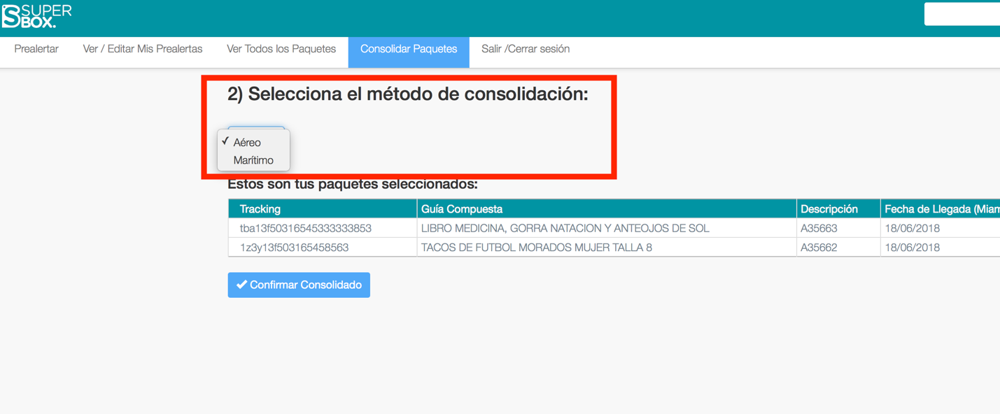 SUPER
BOX.
Prealertar Ver / Editar Mis Prealertas Ver Todos los Paquetes Consolidar Paquetes Salir /Cerrar sesión
2) Selecciona el método de consolidación:
✓ Aéreo
Marítimo
Estos son tus paquetes seleccionados:
Tracking Guía Compuesta Descripción Fecha de Llegada (Miam
tba13f50316545333333853 LIBRO MEDICINA, GORRA NATACION Y ANTEOJOS DE SOL A35663 18/06/2018
1z3y13f503165458563 TACOS DE FUTBOL MORADOS MUJER TALLA 8 A35662 18/06/2018
✓ Confirmar Consolidado